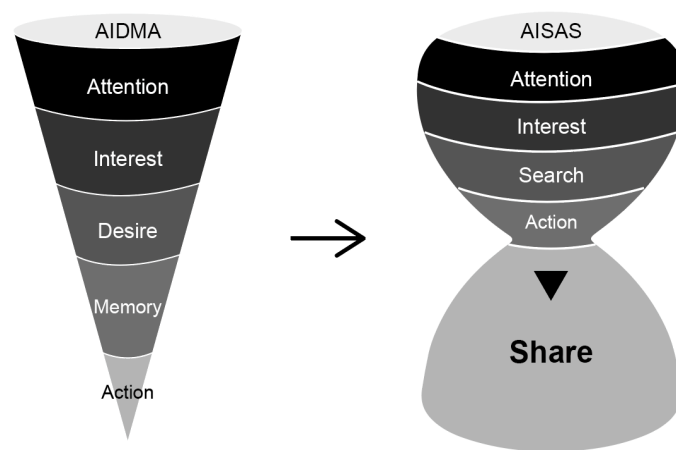 AIDMA
Attention
Interest
Desire
Memory
Action
AISAS
Attention
Interest
Search
Action
Share